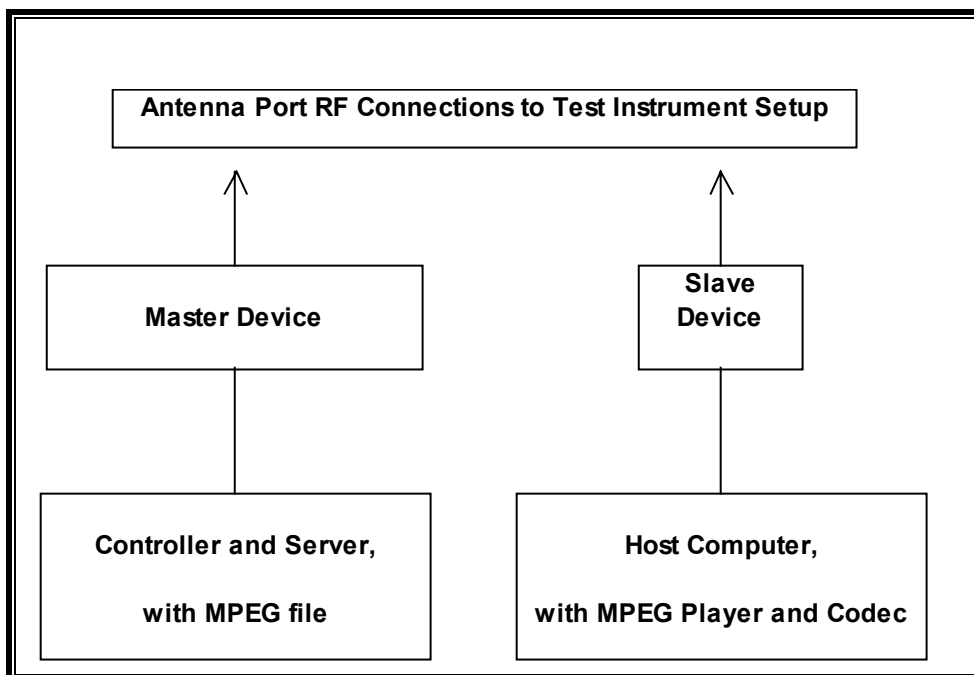 Antenna Port RF Connections to Test Instrument Setup
Master Device
Slave
Device
Controller and Server,
with MPEG file
Host Computer,
with MPEG Player and Codec